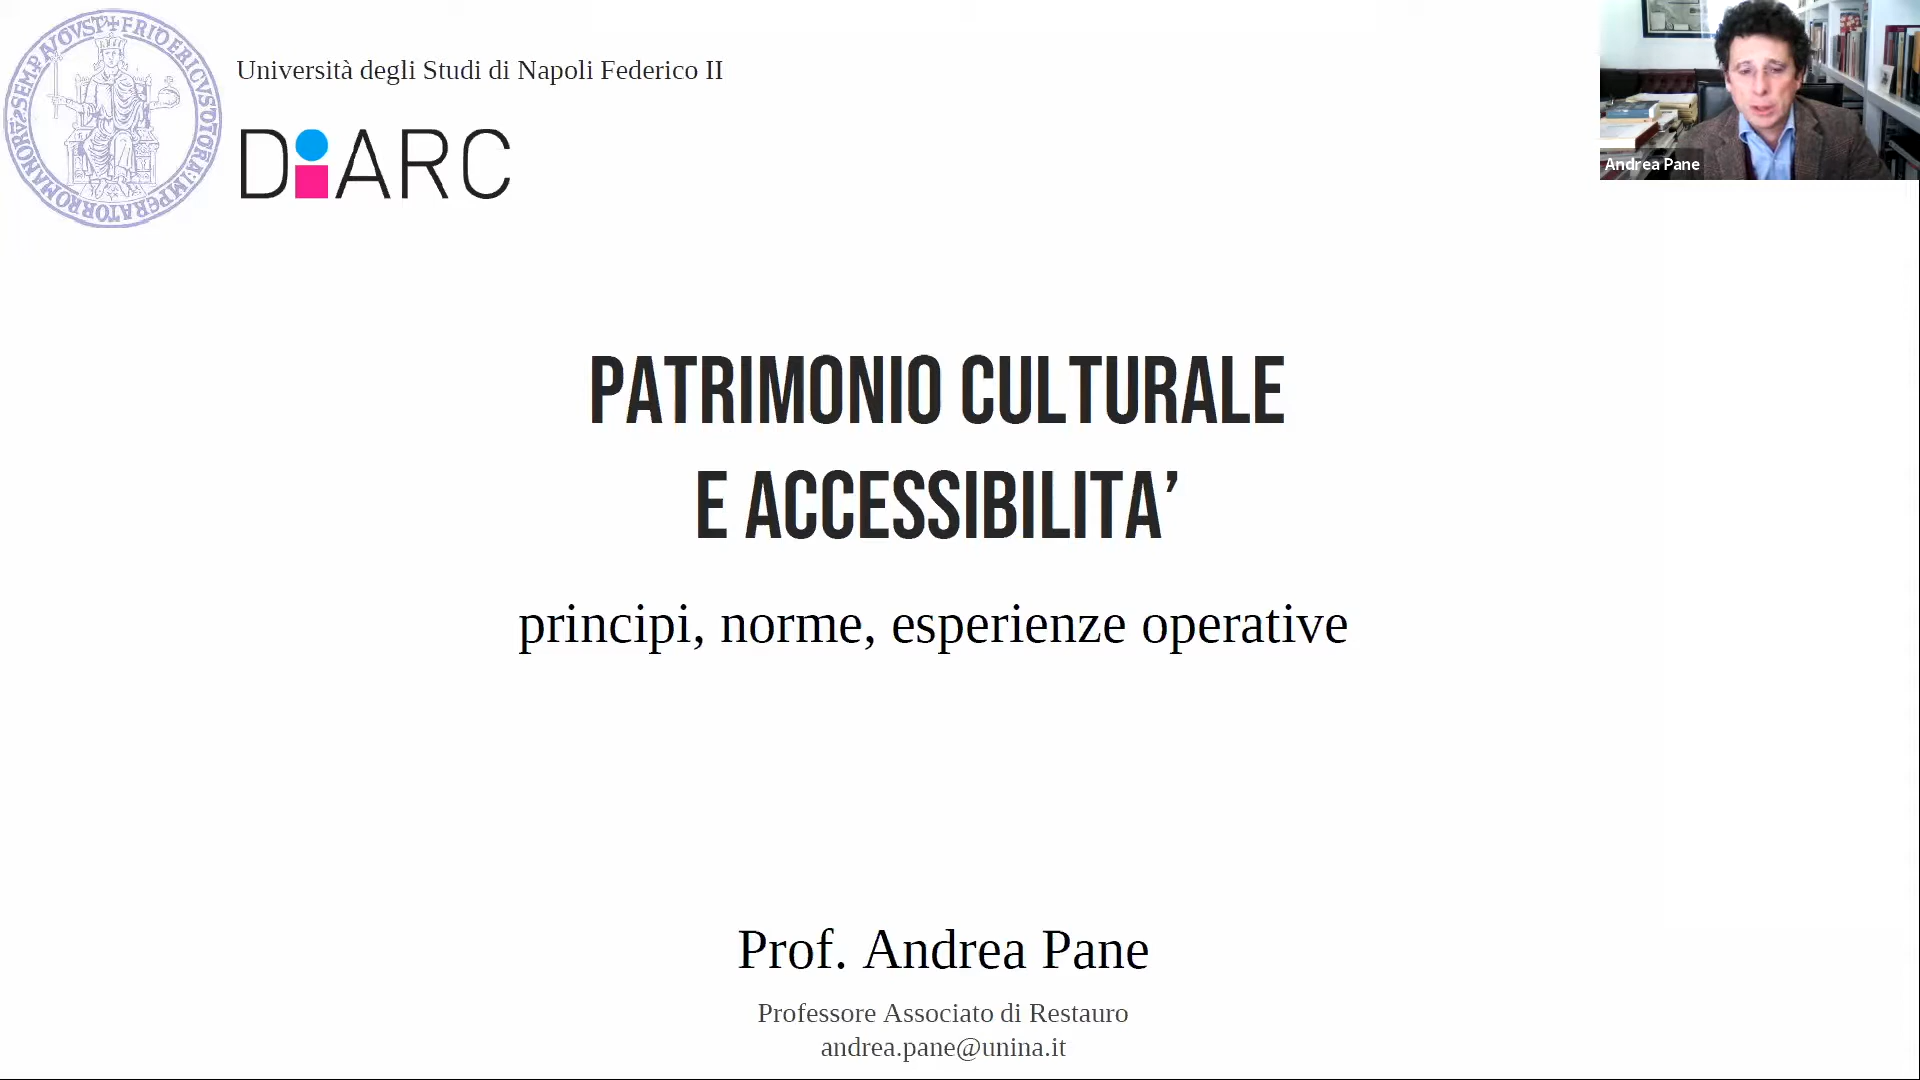 Università degli Studi di Napoli Federico II
DiARC
Andrea Pane
PATRIMONIO CULTURALE
E ACCESSIBILITA’
principi, norme, esperienze operative
Prof. Andrea Pane
Professore Associato di Restauro
andrea.pane@unina.it